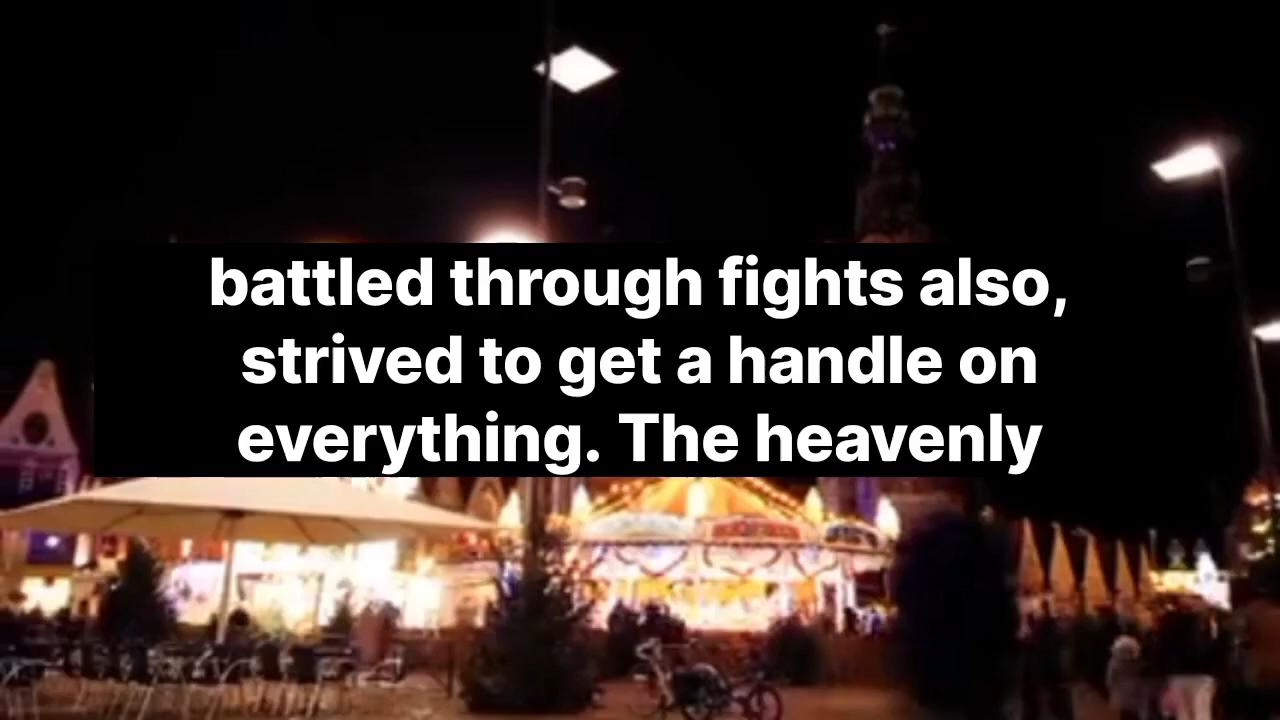 battled through fights also,
strived to get a handle on
everything. The heavenly